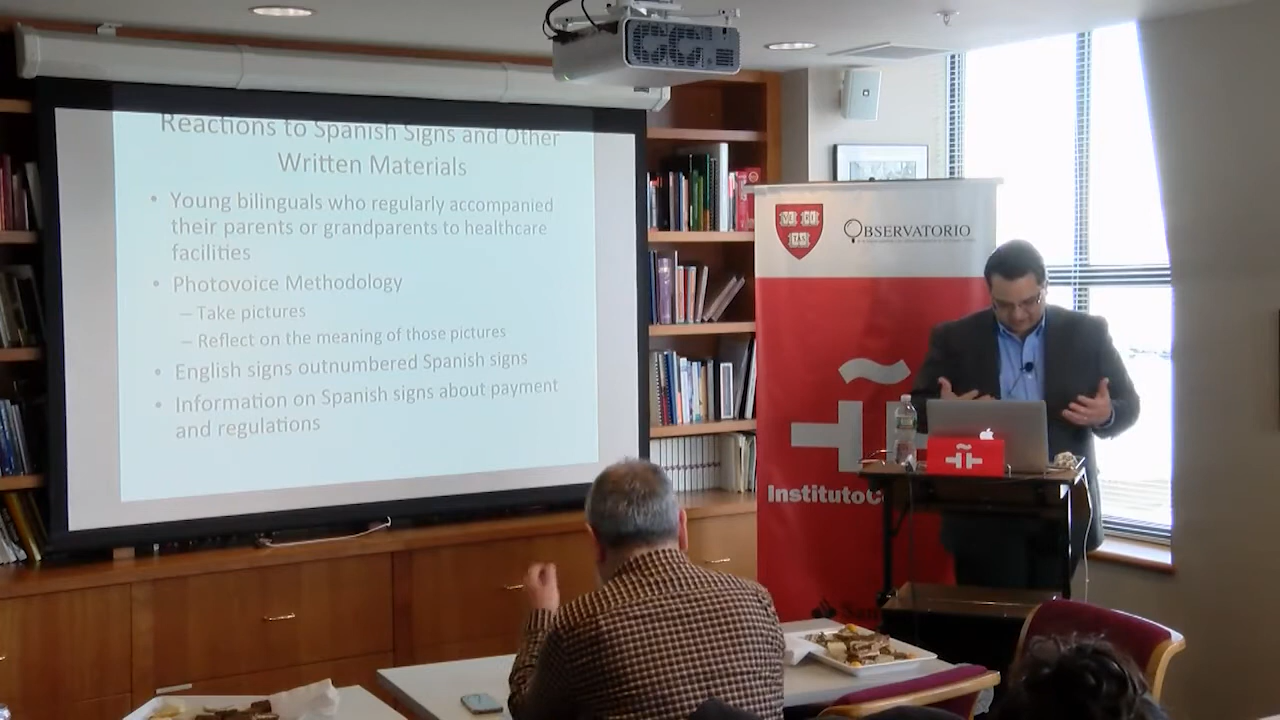 Reactions to Spanish Signs and Other
Written Materials
• Young bilinguals who regularly accompanied
their parents or grandparents to healthcare
facilities
• Photovoice Methodology
– Take pictures
– Reflect on the meaning of those pictures
• English signs outnumbered Spanish signs
• Information on Spanish signs about payment
and regulations
OBSERVATORIO
Instituto